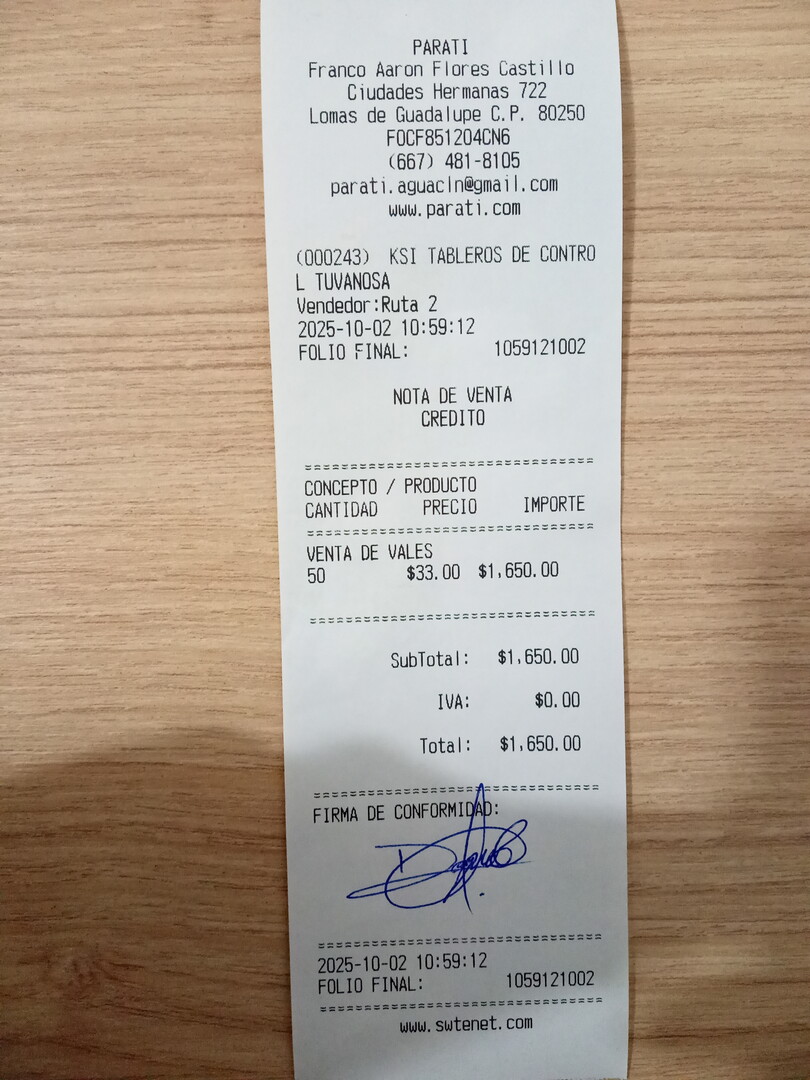 PARATI
Franco Aaron Flores Castillo
Ciudades Hermanas 722
Lomas de Guadalupe C.P. 80250
FOCF851204CN6
(667) 481-8105
parati.aguacln@gmail.com
www.parati.com
(000243) KSI TABLEROS DE CONTRO
L TUVANOSA
Vendedor:Ruta 2
2025-10-02 10:59:12
FOLIO FINAL: 1059121002
NOTA DE VENTA
CREDITO
CONCEPTO / PRODUCTO
CANTIDAD PRECIO IMPORTE
VENTA DE VALES
50 $33.00 $1,650.00
SubTotal: $1,650.00
IVA: $0.00
Total: $1,650.00
FIRMA DE CONFORMIDAD:
2025-10-02 10:59:12
FOLIO FINAL: 1059121002
www.swtenet.com